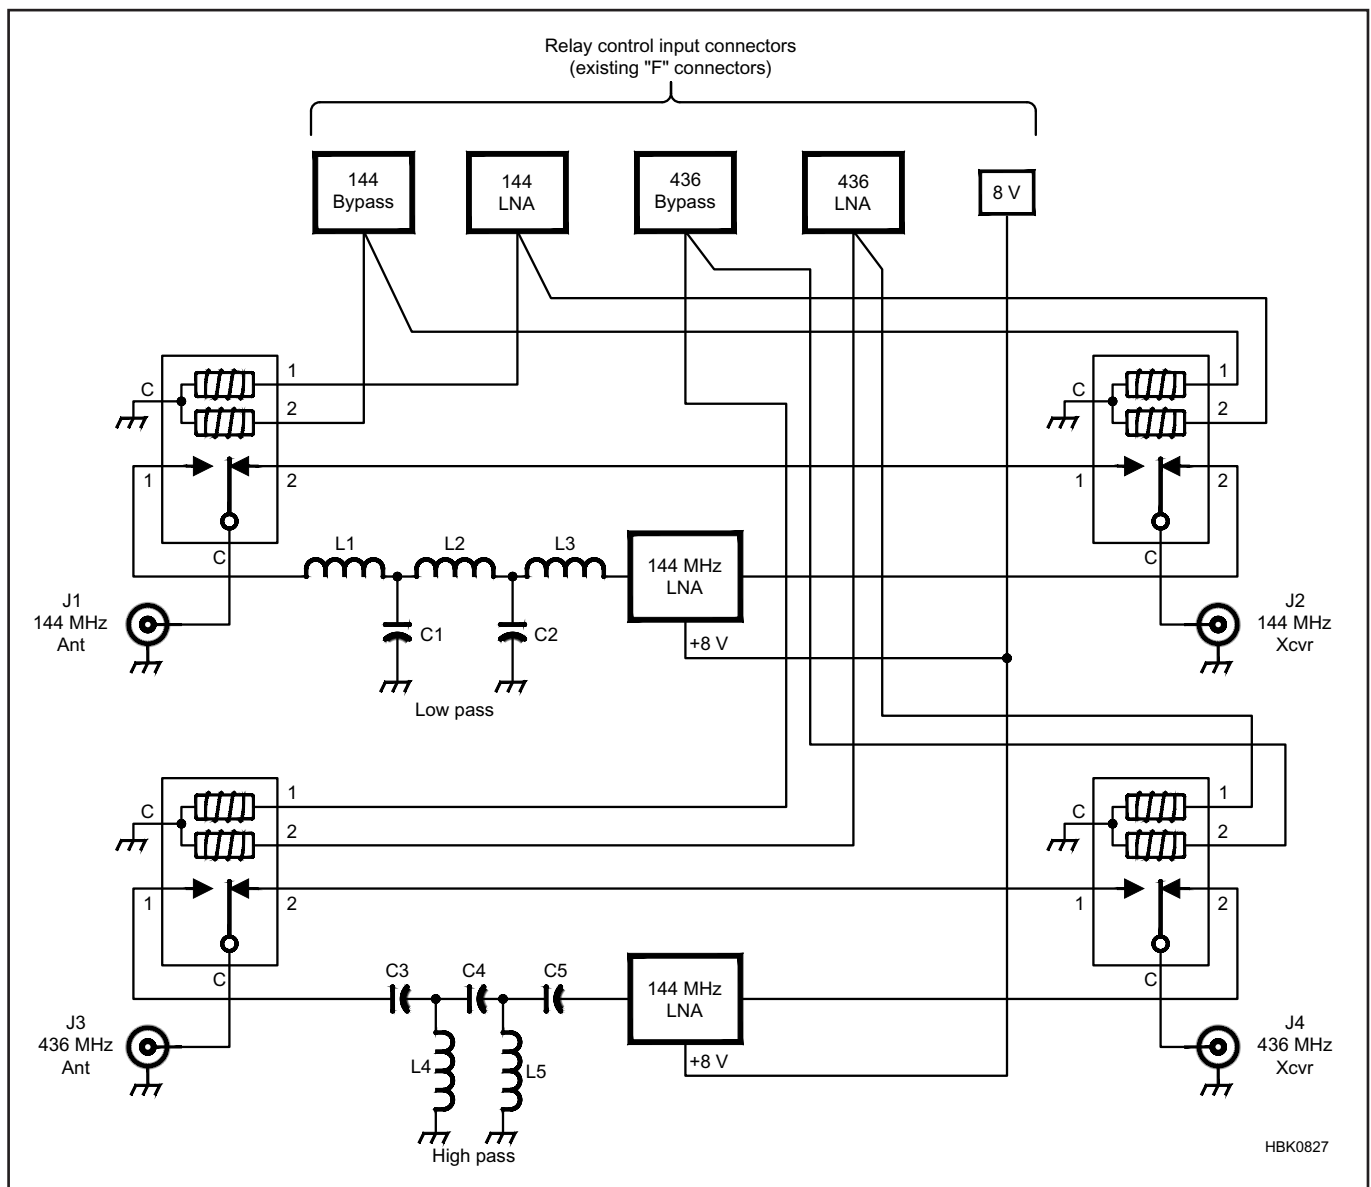 Relay control input connectors
(existing "F" connectors)
144
Bypass
144
LNA
436
Bypass
436
LNA
8 V
C
1
2
1
2
C
C
1
2
1
2
C
L1
L2
L3
144 MHz
LNA
C1
C2
+8 V
Low pass
J1
144 MHz
Ant
J2
144 MHz
Xcvr
C
1
2
1
2
C
C
1
2
1
2
C
C3
C4
C5
144 MHz
LNA
L4
L5
+8 V
High pass
J3
436 MHz
Ant
J4
436 MHz
Xcvr
HBK0827